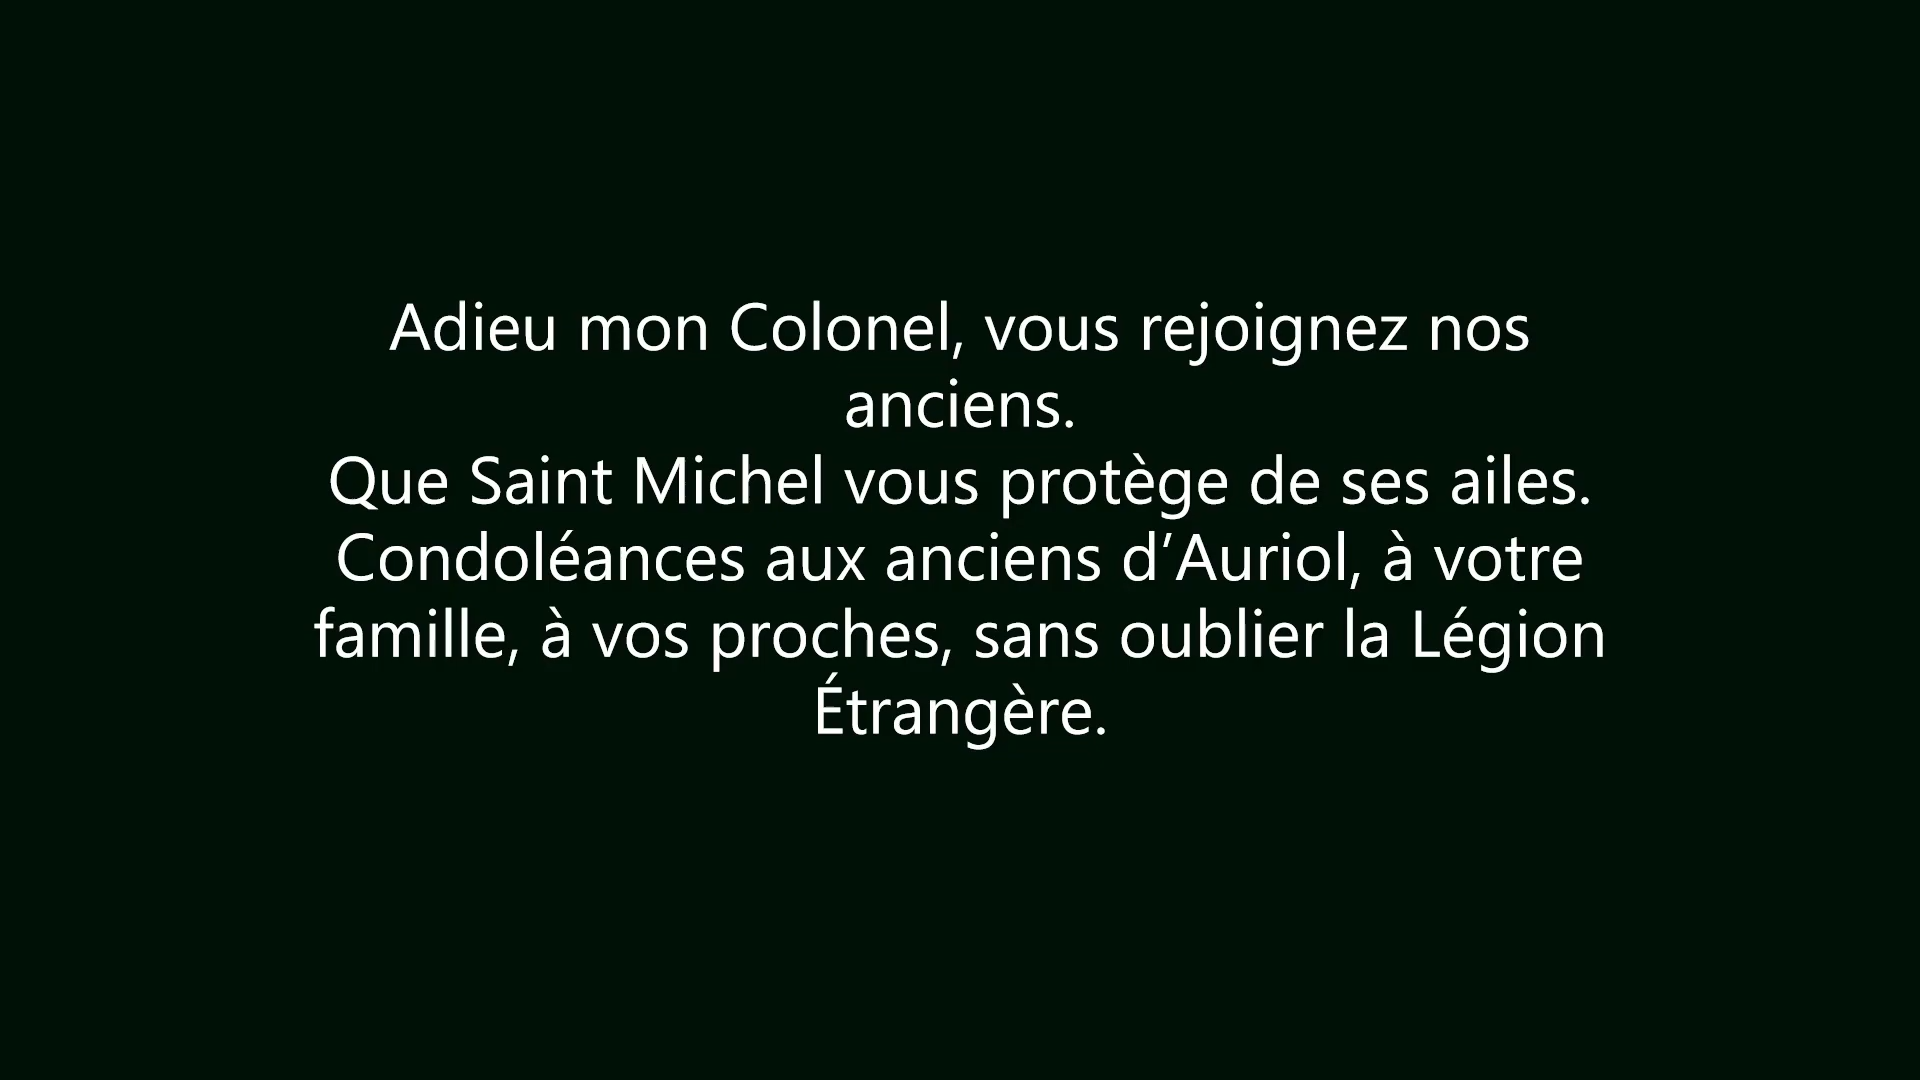 Adieu mon Colonel, vous rejoignez nos
anciens.
Que Saint Michel vous protège de ses ailes.
Condoléances aux anciens d’Auriol, à votre
famille, à vos proches, sans oublier la Légion
Étrangère.